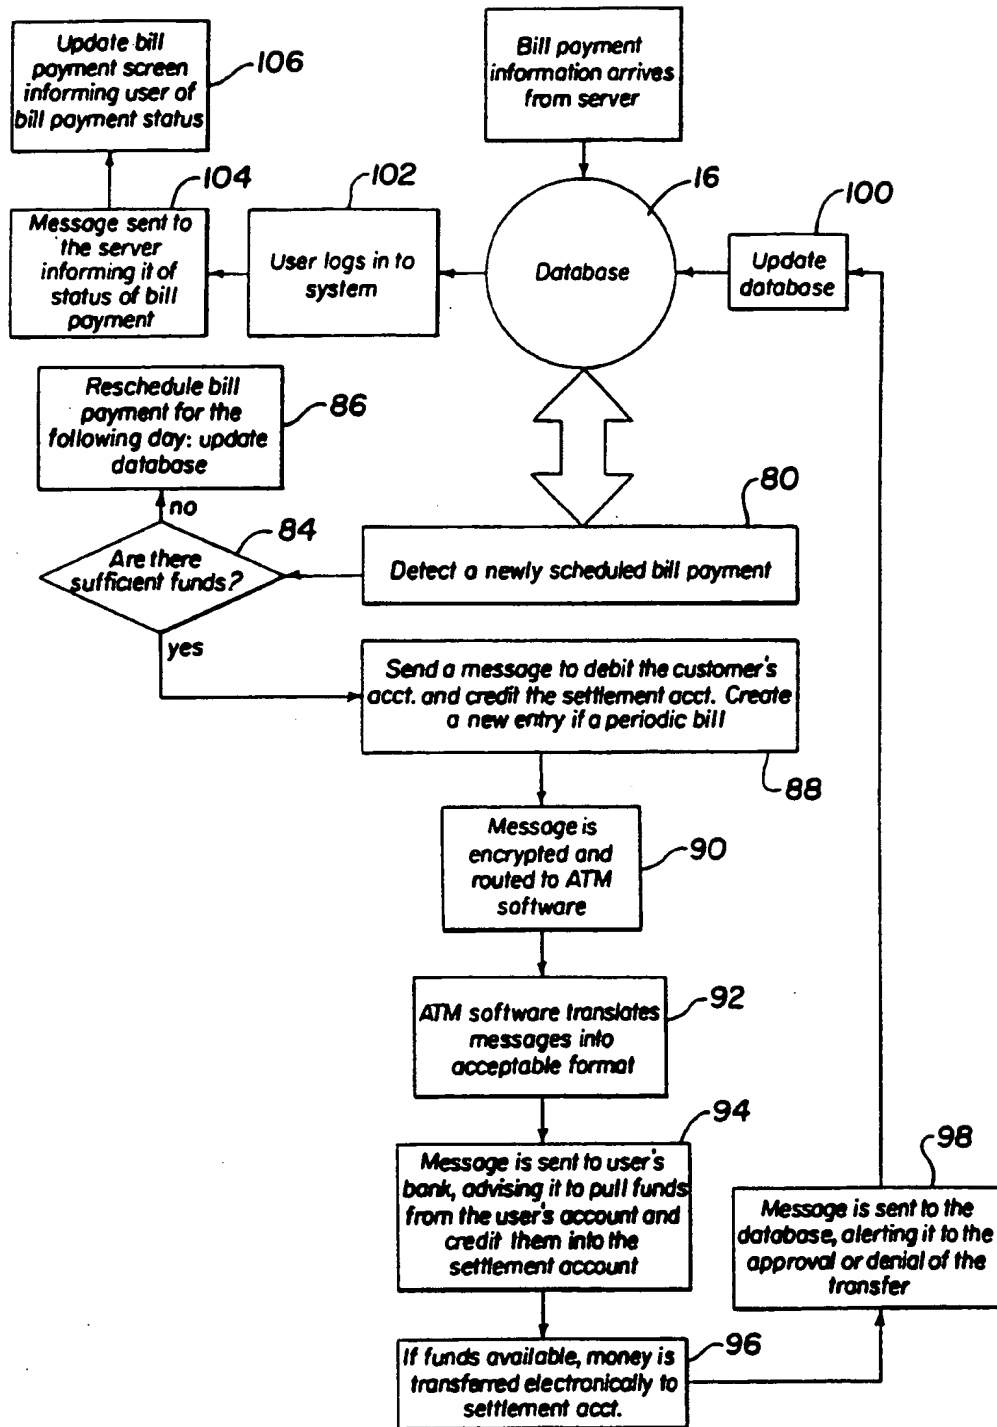 Update bill
payment screen
informing user of
bill payment status
106
Bill payment
information arrives
from server
104
Message sent to
the server
informing it of
status of bill
payment
102
User logs in to
system
16
Database
100
Update
database
Reschedule bill
payment for the
following day: update
database
86
no
84
Are there
sufficient funds?
yes
80
Detect a newly scheduled bill payment
Send a message to debit the customer's
acct. and credit the settlement acct. Create
a new entry if a periodic bill
88
Message is
encrypted and
routed to ATM
software
90
ATM software translates
messages into
acceptable format
92
94
Message is sent to user's
bank, advising it to pull funds
from the user's account and
credit them into the
settlement account
98
Message is sent to the
database, alerting it to the
approval or denial of the
transfer
If funds available, money is
transferred electronically to
settlement acct.
96